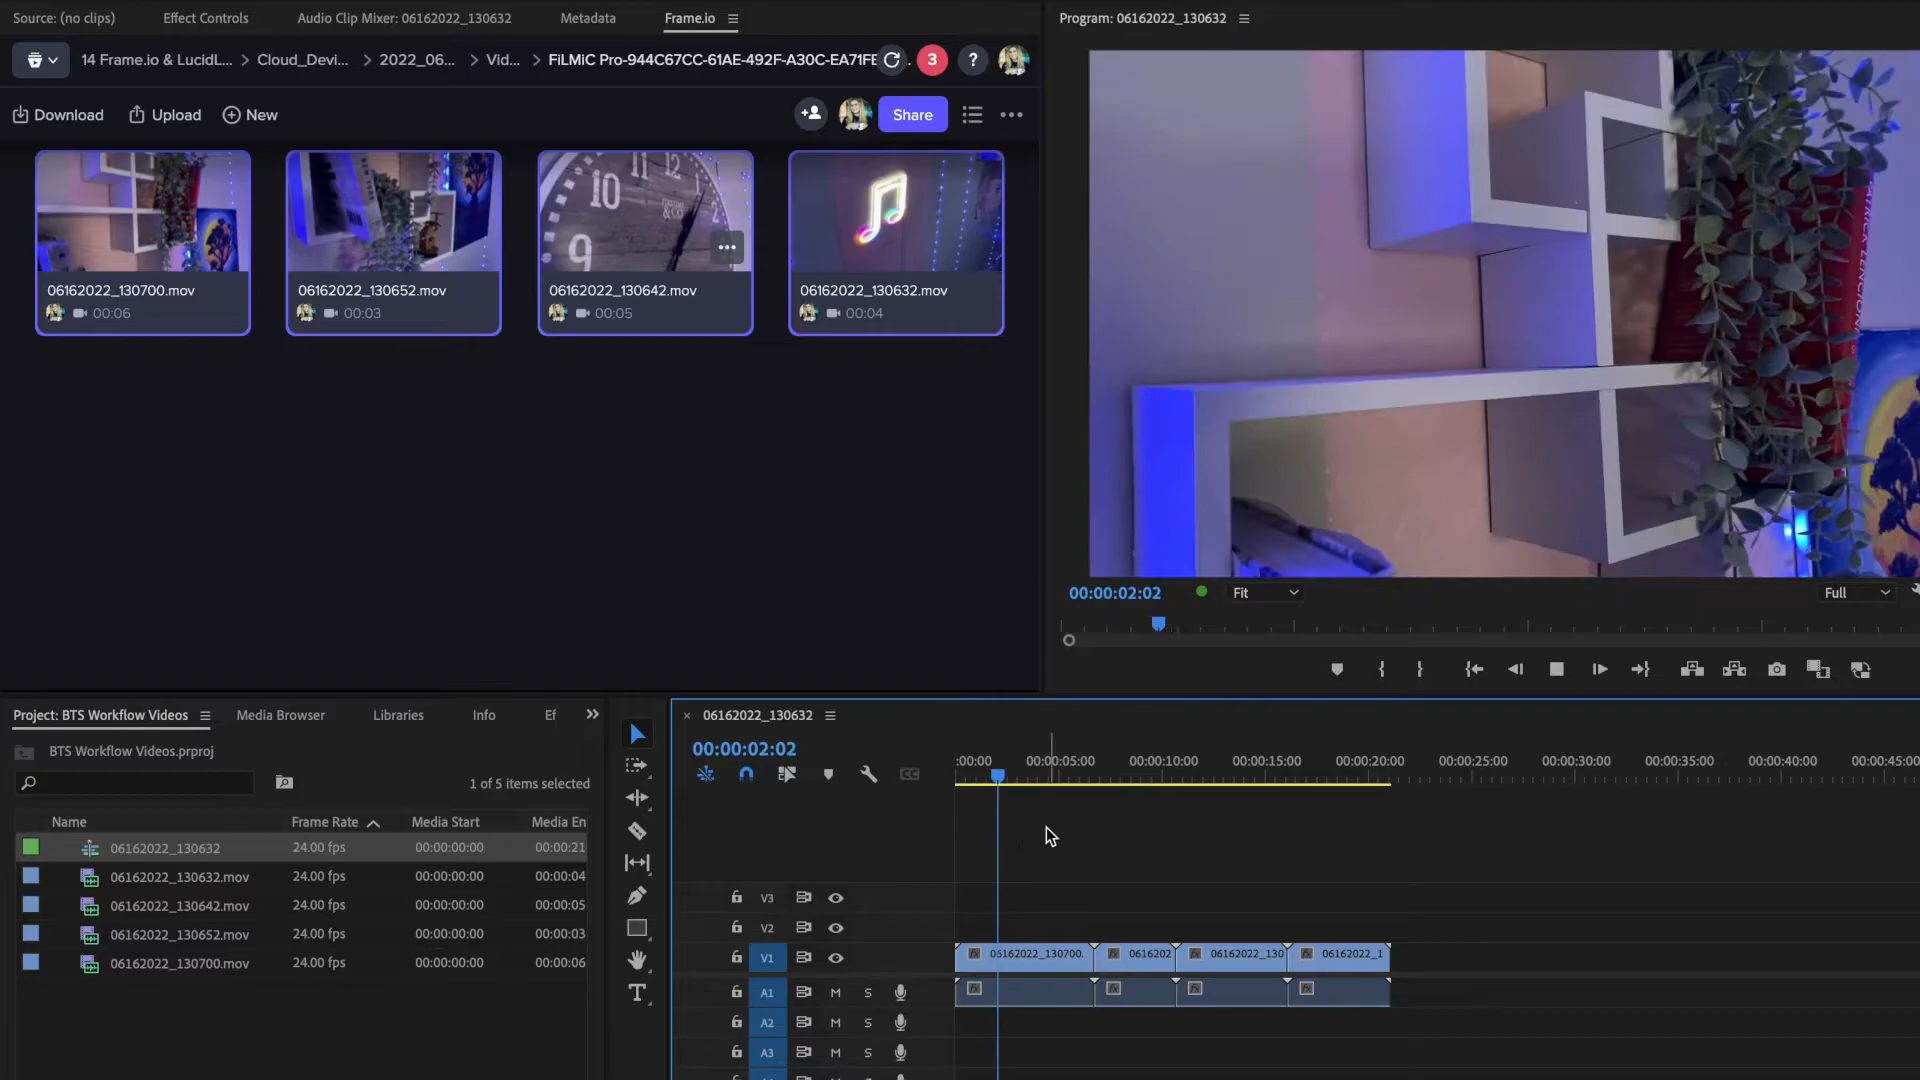 Source: (no clips) Effect Controls Audio Clip Mixer: 06162022_130632 Metadata Frame.io
Program: 06162022_130632
14 Frame.io & LucidL... > Cloud_Devi... > 2022_06... > Vid... > FiLMiC Pro-944C67CC-61AE-492F-A30C-EA71FE 3 ?
Download Upload New Share
10 11 12 2 9
06162022_130700.mov 06162022_130652.mov 06162022_130642.mov 06162022_130632.mov
00:06 00:03 00:05 00:04
00:00:02:02 Fit Full
Project: BTS Workflow Videos Media Browser Libraries Info Ef
BTS Workflow Videos.prproj
1 of 5 items selected
Name Frame Rate Media Start Media En
06162022_130632 24.00 fps 00:00:00:00 00:00:21
06162022_130632.mov 24.00 fps 00:00:00:00 00:00:04
06162022_130642.mov 24.00 fps 00:00:00:00 00:00:05
06162022_130652.mov 24.00 fps 00:00:00:00 00:00:03
06162022_130700.mov 24.00 fps 00:00:00:00 00:00:06
T
× 06162022_130632
00:00:02:02
:00:00 00:00:05:00 00:00:10:00 00:00:15:00 00:00:20:00 00:00:25:00 00:00:30:00 00:00:35:00 00:00:40:00 00:00:45:00
CC
V3
V2
V1 06162022_130700. 0616202 06162022_130 06162022_1
A1 M S
A2 M S
A3 M S